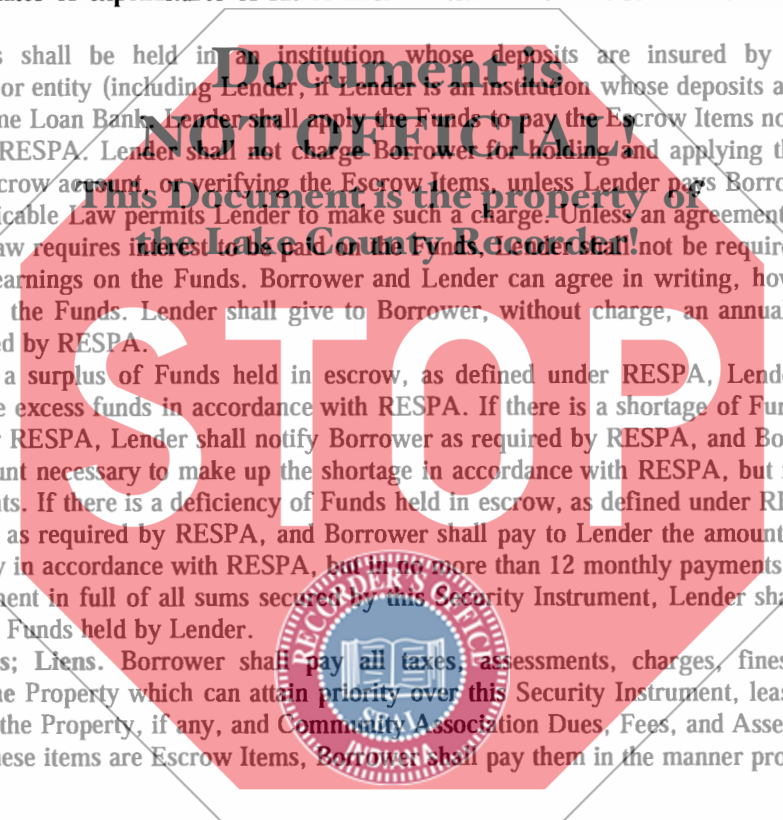 s shall be held in an institution whose deposits are insured by
or entity (including Lender, if Lender is an institution whose deposits a
me Loan Bank. Lender shall apply the Funds to pay the Escrow Items no
RESPA. Lender shall not charge Borrower for holding and applying t
crow account, or verifying the Escrow Items, unless Lender pays Borro
icable Law permits Lender to make such a charge. Unless an agreement
aw requires interest to be paid on the Funds, Lender shall not be require
earnings on the Funds. Borrower and Lender can agree in writing, ho
the Funds. Lender shall give to Borrower, without charge, an annua
ed by RESPA.
a surplus of Funds held in escrow, as defined under RESPA, Lend
e excess funds in accordance with RESPA. If there is a shortage of Fun
r RESPA, Lender shall notify Borrower as required by RESPA, and Bo
unt necessary to make up the shortage in accordance with RESPA, but
nts. If there is a deficiency of Funds held in escrow, as defined under RE
as required by RESPA, and Borrower shall pay to Lender the amount
y in accordance with RESPA, but in no more than 12 monthly payments
ment in full of all sums secured by this Security Instrument, Lender sha
Funds held by Lender.
s; Liens. Borrower shall pay all taxes, assessments, charges, fines
he Property which can attain priority over this Security Instrument, leas
the Property, if any, and Community Association Dues, Fees, and Asse
hese items are Escrow Items, Borrower shall pay them in the manner pro
Document is
NOT OFFICIAL!
This Document is the property of
the Lake County Recorder!
STOP
RECORDER'S OFFICE
SEAL
INDIANA